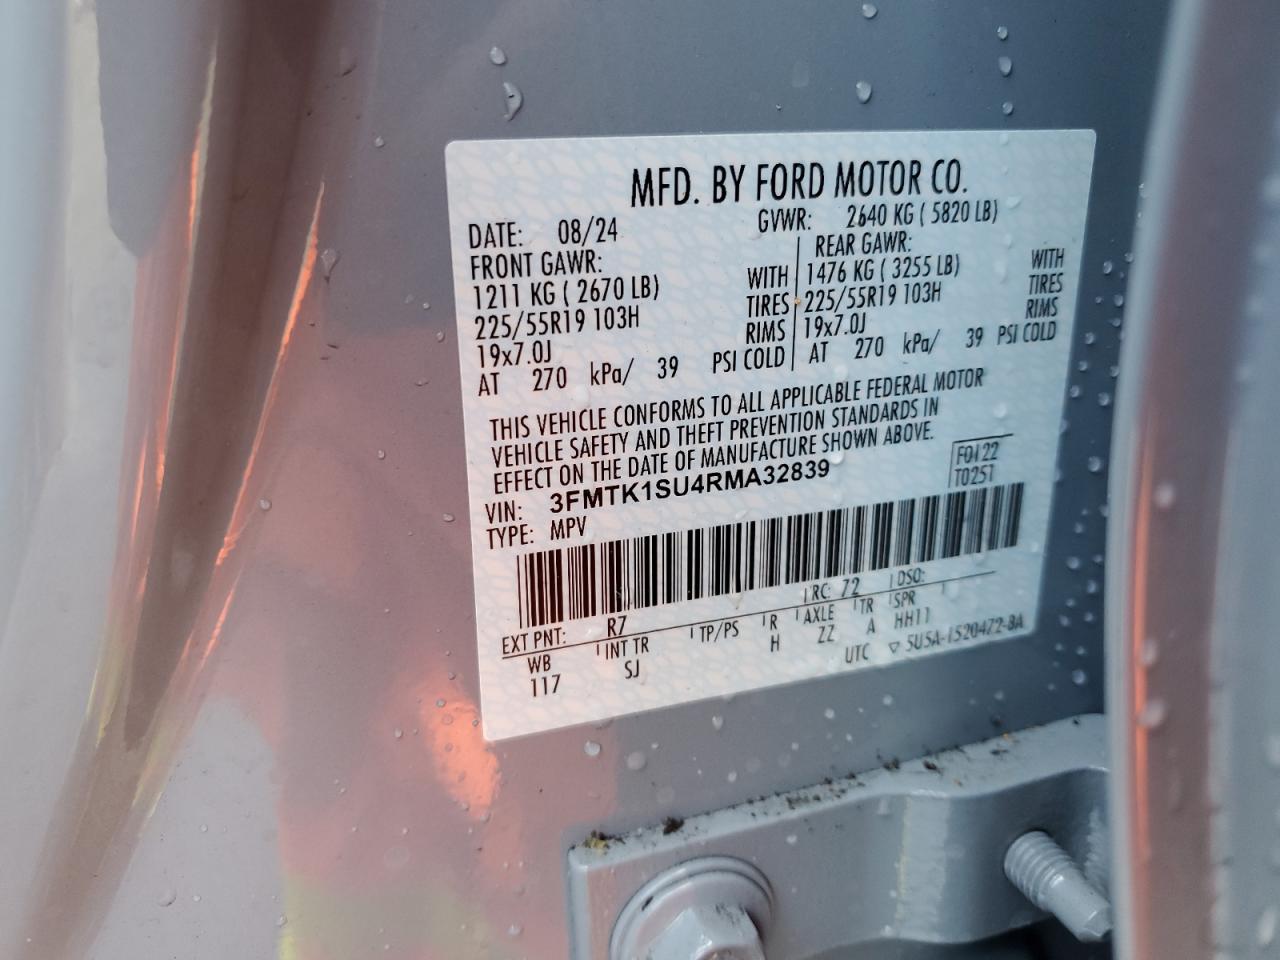 MFD. BY FORD MOTOR CO.
DATE: 08/24 GVWR: 2640 KG ( 5820 LB)
FRONT GAWR: REAR GAWR:
1211 KG ( 2670 LB) WITH 1476 KG ( 3255 LB) WITH
225/55R19 103H TIRES 225/55R19 103H TIRES
19x7.0J RIMS 19x7.0J RIMS
AT 270 kPa/ 39 PSI COLD AT 270 kPa/ 39 PSI COLD
THIS VEHICLE CONFORMS TO ALL APPLICABLE FEDERAL MOTOR
VEHICLE SAFETY AND THEFT PREVENTION STANDARDS IN
EFFECT ON THE DATE OF MANUFACTURE SHOWN ABOVE.
VIN: 3FMTK1SU4RMA32839
F0122
T0251
TYPE: MPV
EXT PNT: R7 RC: 72 DSO:
WB INT TR TP/PS R AXLE TR SPR
117 SJ H ZZ A HH11
UTC ▽ 5U5A-1520472-BA